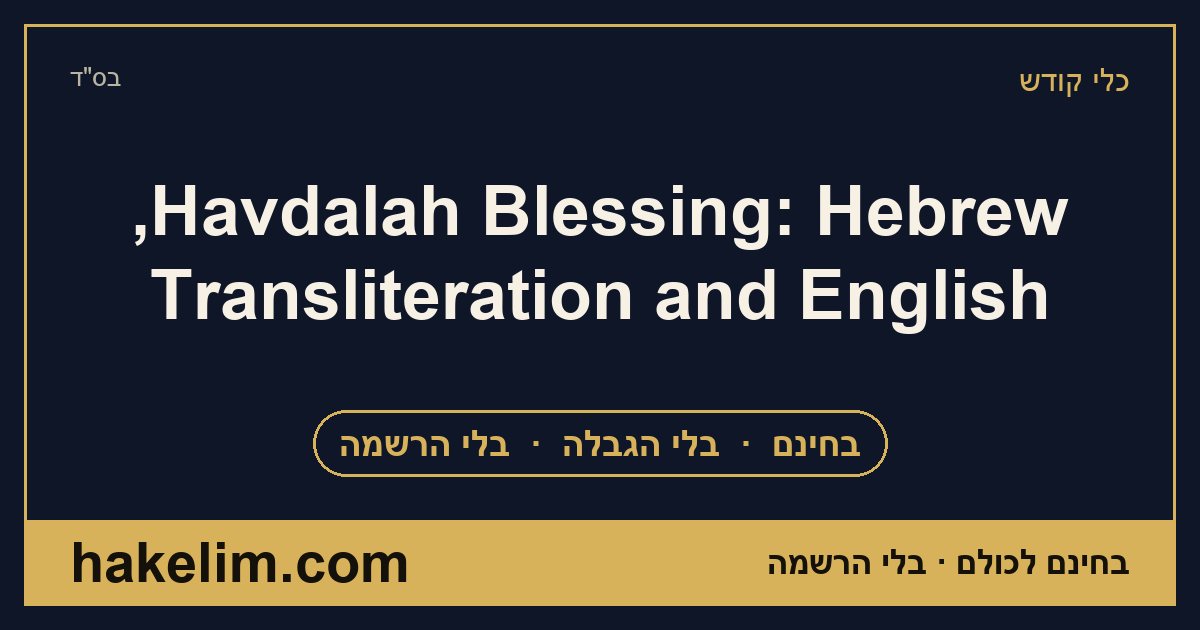 כלי קודש
בס"ד
,Havdalah Blessing: Hebrew
Transliteration and English
בחינם · בלי הגבלה · בלי הרשמה
hakelim.com
בחינם לכולם · בלי הרשמה